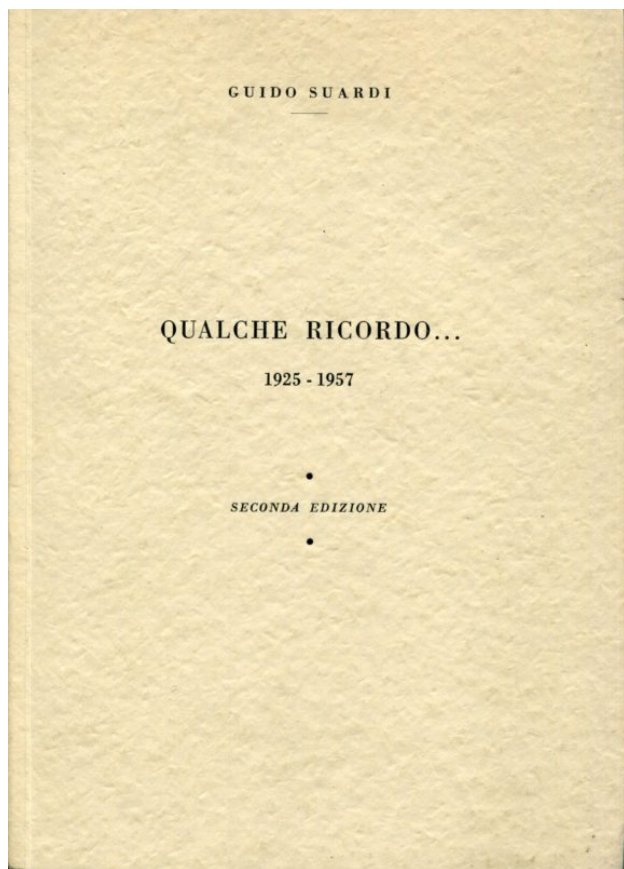 GUIDO SUARDI
QUALCHE RICORDO...
1925 - 1957
SECONDA EDIZIONE